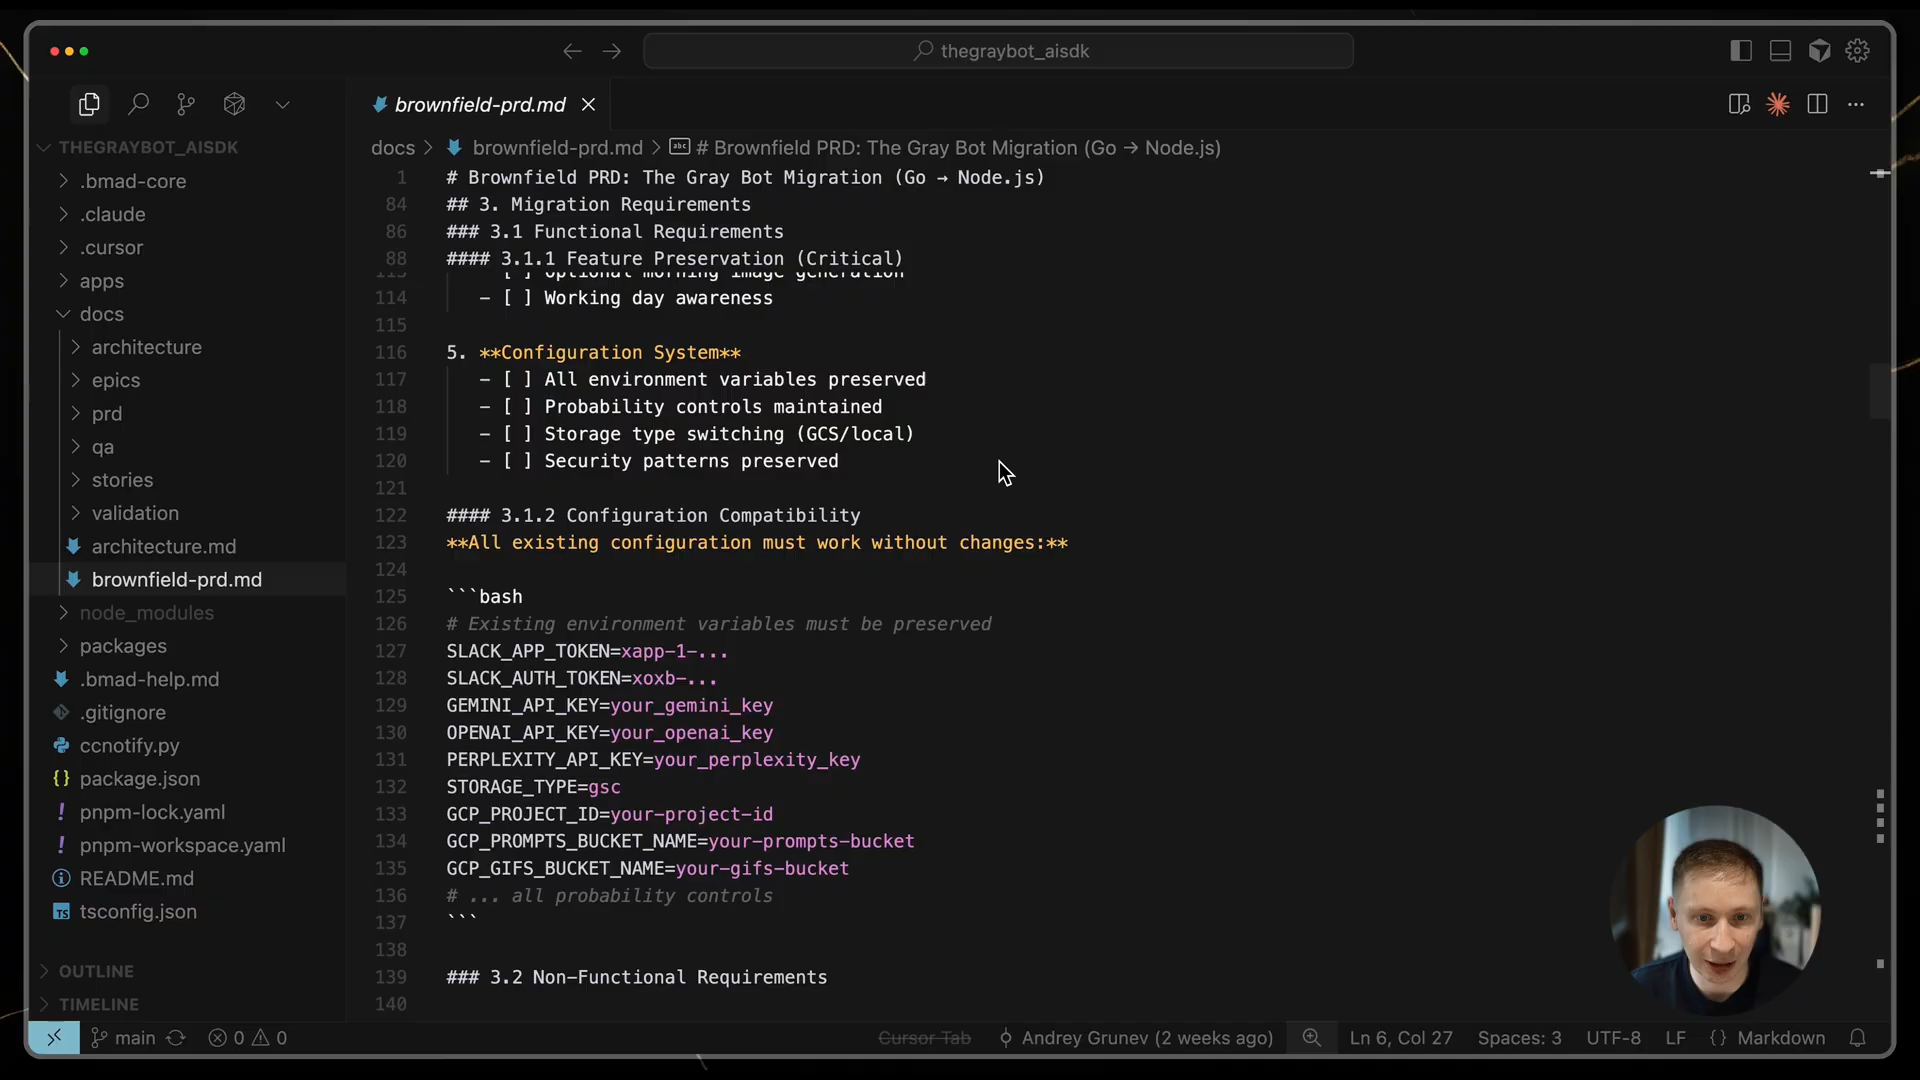 thegraybot_aisdk
brownfield-prd.md
THEGRAYBOT_AISDK
.bmad-core
.claude
.cursor
apps
docs
architecture
epics
prd
qa
stories
validation
architecture.md
brownfield-prd.md
node_modules
packages
.bmad-help.md
.gitignore
ccnotify.py
package.json
pnpm-lock.yaml
pnpm-workspace.yaml
README.md
tsconfig.json
OUTLINE
TIMELINE
docs > brownfield-prd.md > # Brownfield PRD: The Gray Bot Migration (Go → Node.js)
1 # Brownfield PRD: The Gray Bot Migration (Go → Node.js)
84 ## 3. Migration Requirements
86 ### 3.1 Functional Requirements
88 #### 3.1.1 Feature Preservation (Critical)
113 - [ ] Optional morning image generation
114 - [ ] Working day awareness
115
116 5. **Configuration System**
117 - [ ] All environment variables preserved
118 - [ ] Probability controls maintained
119 - [ ] Storage type switching (GCS/local)
120 - [ ] Security patterns preserved
121
122 #### 3.1.2 Configuration Compatibility
123 **All existing configuration must work without changes:**
124
125 ```bash
126 # Existing environment variables must be preserved
127 SLACK_APP_TOKEN=xapp-1-...
128 SLACK_AUTH_TOKEN=xoxb-...
129 GEMINI_API_KEY=your_gemini_key
130 OPENAI_API_KEY=your_openai_key
131 PERPLEXITY_API_KEY=your_perplexity_key
132 STORAGE_TYPE=gsc
133 GCP_PROJECT_ID=your-project-id
134 GCP_PROMPTS_BUCKET_NAME=your-prompts-bucket
135 GCP_GIFS_BUCKET_NAME=your-gifs-bucket
136 # ... all probability controls
137 ```
138
139 ### 3.2 Non-Functional Requirements
140
main 0 0 Cursor Tab Andrey Grunev (2 weeks ago) Ln 6, Col 27 Spaces: 3 UTF-8 LF {} Markdown